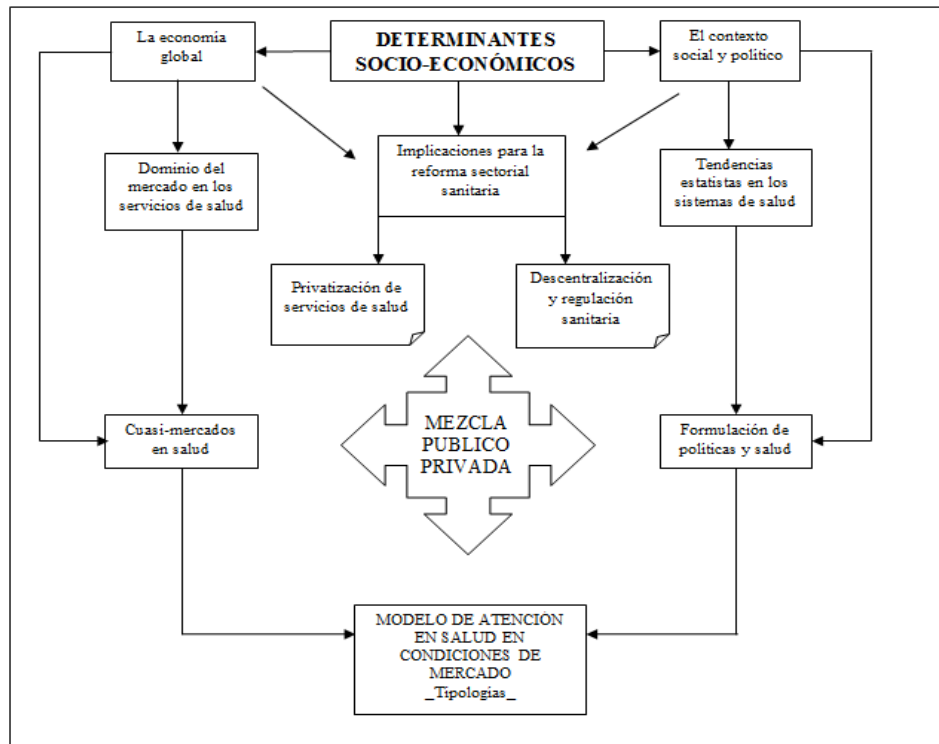 La economía
global
DETERMINANTES
SOCIO-ECONÓMICOS
El contexto
social y político
Dominio del
mercado en los
servicios de salud
Implicaciones para la
reforma sectorial
sanitaria
Tendencias
estatistas en los
sistemas de salud
Privatización de
servicios de salud
Descentralización
y regulación
sanitaria
Cuasi-mercados
en salud
MEZCLA
PUBLICO
PRIVADA
Formulación de
políticas y salud
MODELO DE ATENCIÓN
EN SALUD EN
CONDICIONES DE
MERCADO
_Tipologías_